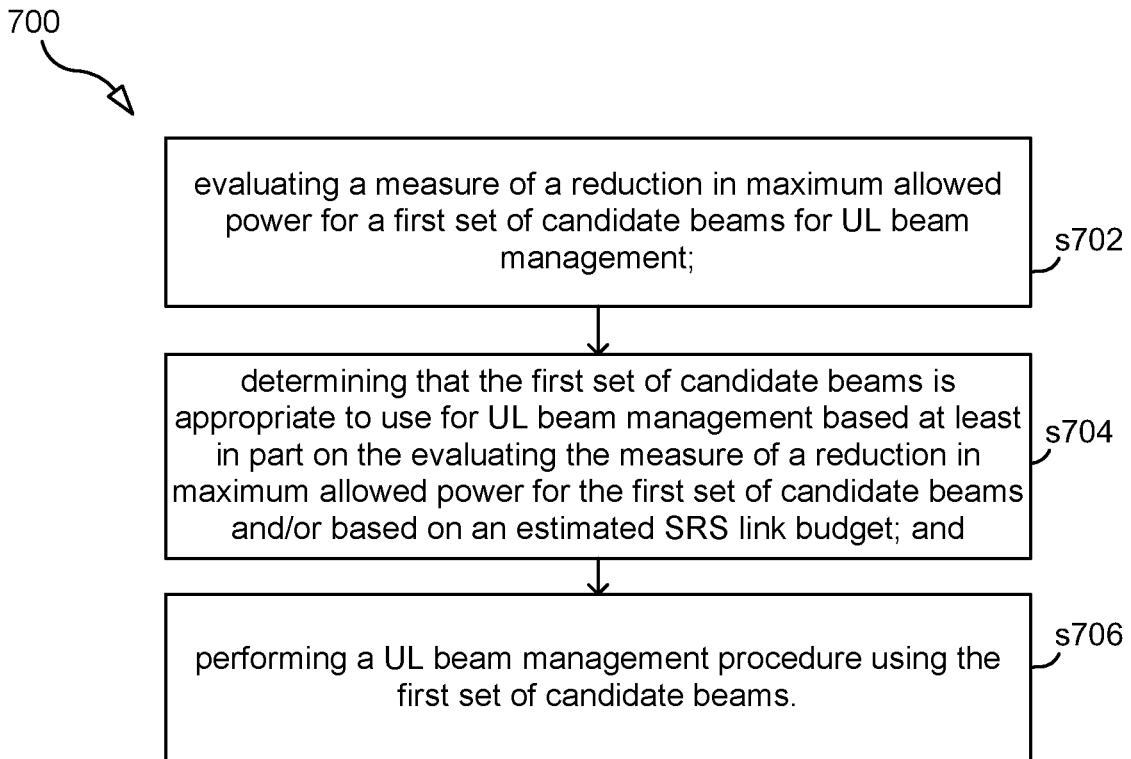 700
evaluating a measure of a reduction in maximum allowed
power for a first set of candidate beams for UL beam
management;
s702
determining that the first set of candidate beams is
appropriate to use for UL beam management based at least
in part on the evaluating the measure of a reduction in
maximum allowed power for the first set of candidate beams
and/or based on an estimated SRS link budget; and
s704
performing a UL beam management procedure using the
first set of candidate beams.
s706